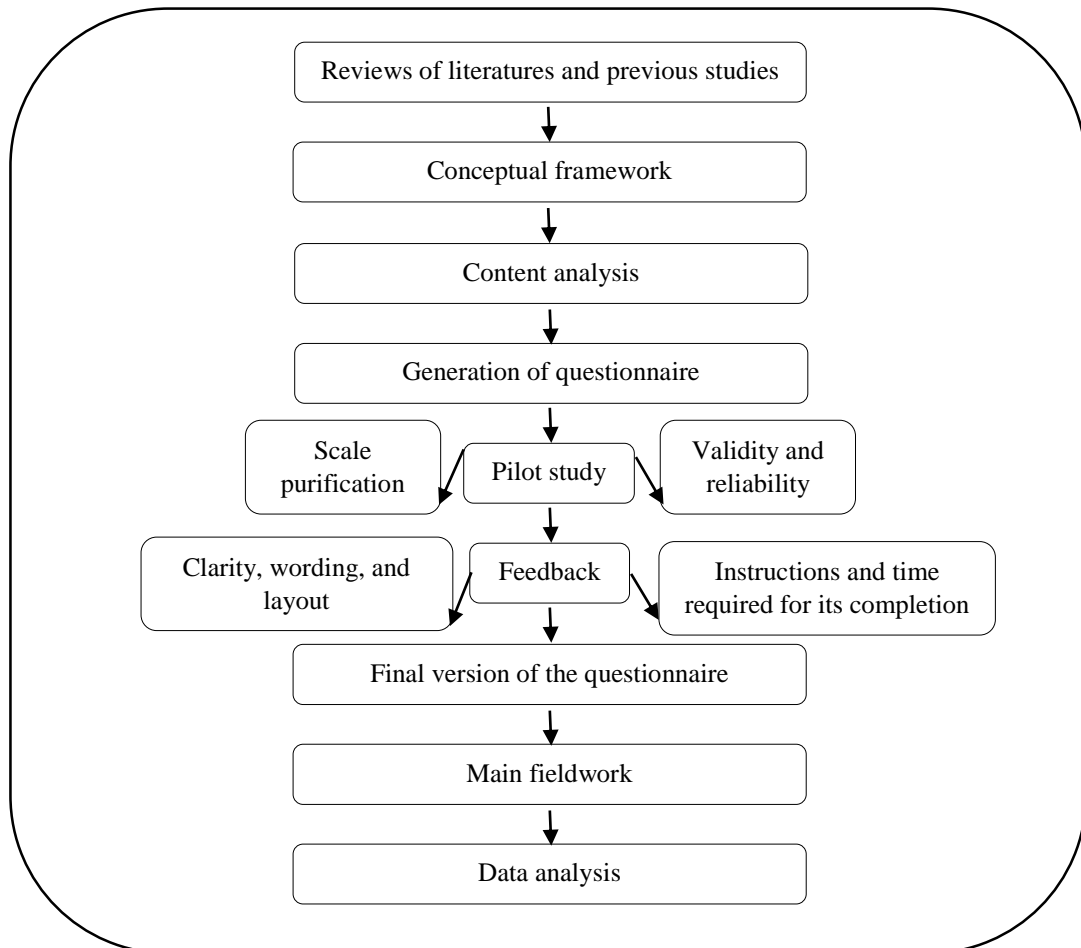 Reviews of literatures and previous studies
Conceptual framework
Content analysis
Generation of questionnaire
Scale
purification
Pilot study
Validity and
reliability
Clarity, wording, and
layout
Feedback
Instructions and time
required for its completion
Final version of the questionnaire
Main fieldwork
Data analysis